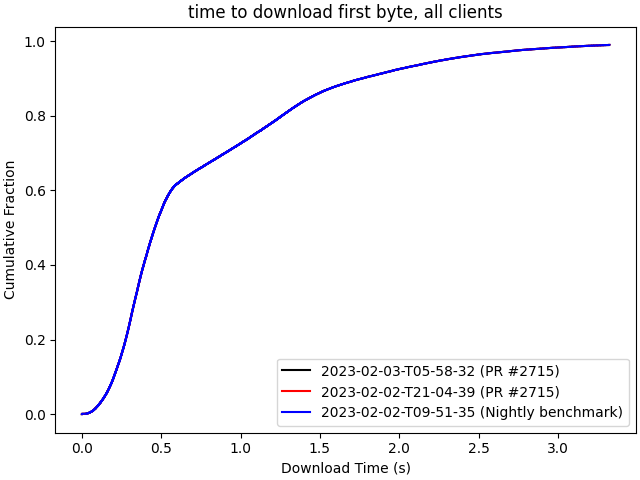 time to download first byte, all clients
Cumulative Fraction
1.0
0.8
0.6
0.4
0.2
0.0
2023-02-03-T05-58-32 (PR #2715)
2023-02-02-T21-04-39 (PR #2715)
2023-02-02-T09-51-35 (Nightly benchmark)
0.0 0.5 1.0 1.5 2.0 2.5 3.0
Download Time (s)